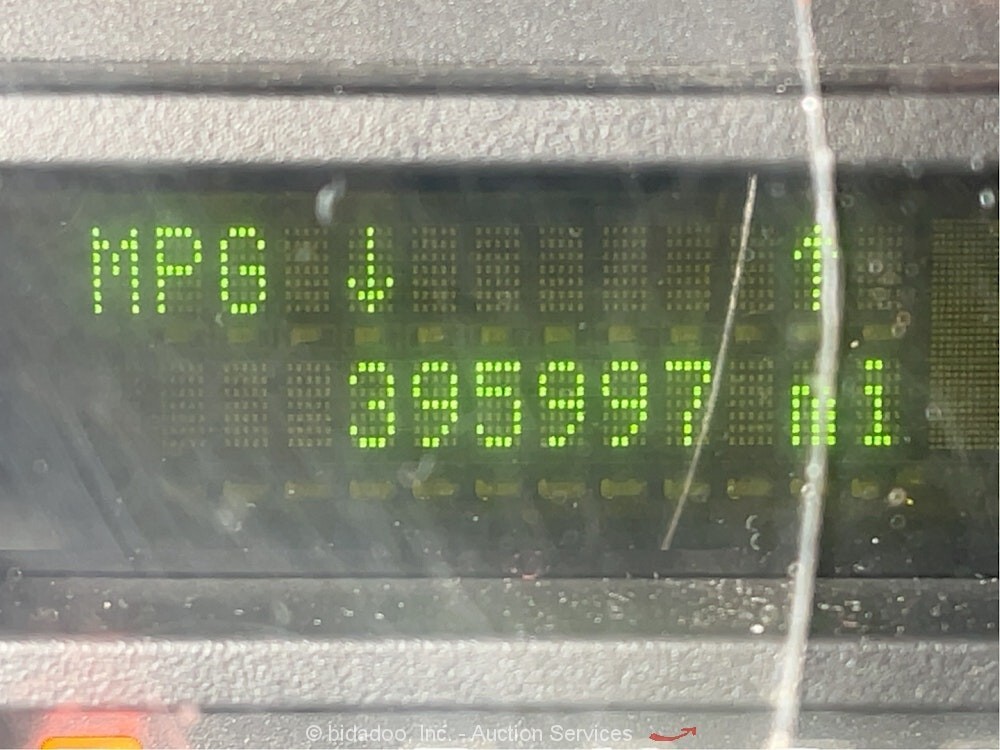 MPG ↓ ↑
395997 mi
© bidadoo, Inc. - Auction Services